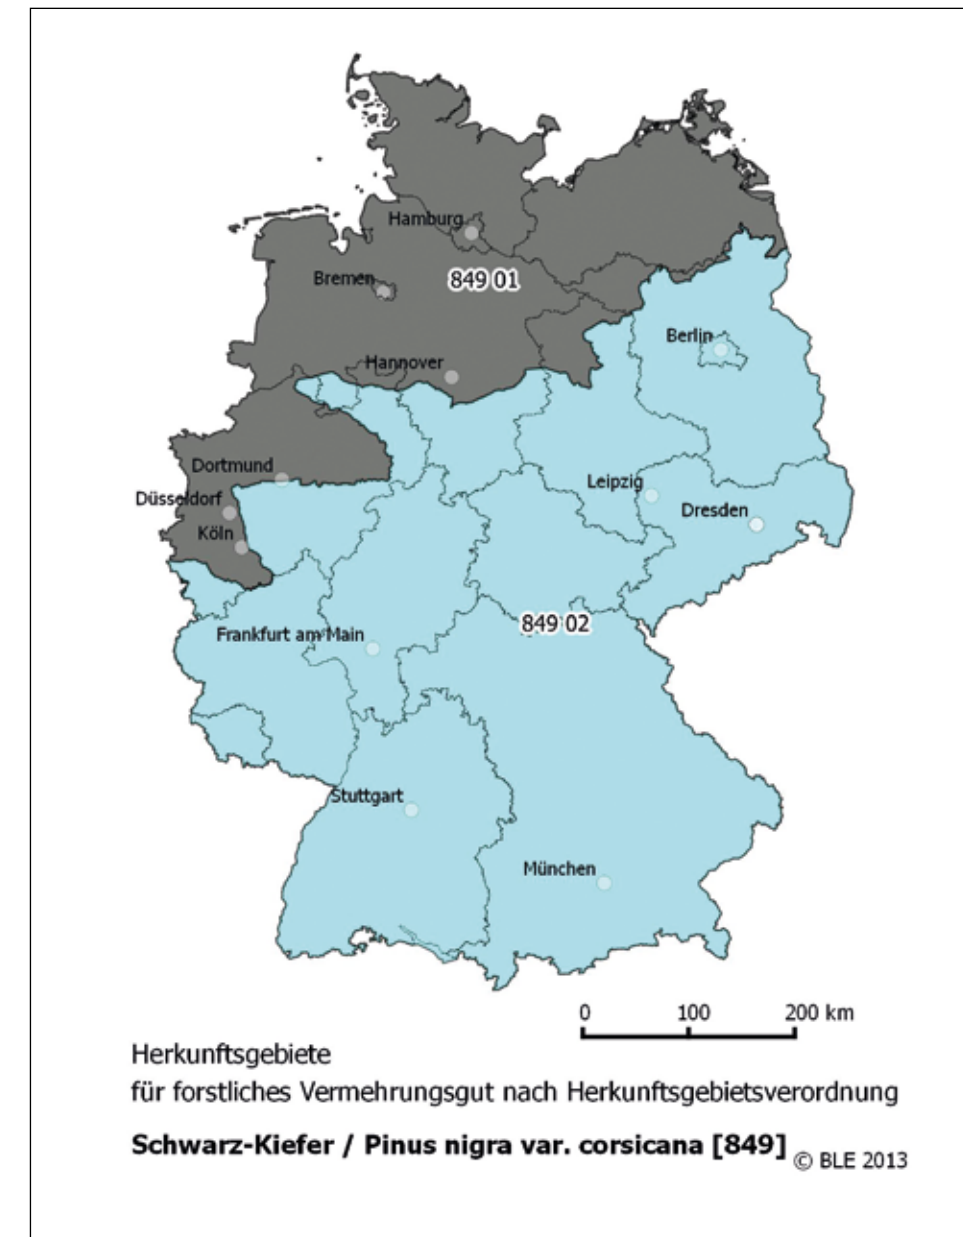 Hamburg
849 01
Bremen
Berlin
Hannover
Dortmund
Leipzig
Düsseldorf
Dresden
Köln
849 02
Frankfurt am Main
Stuttgart
München
0 100 200 km
Herkunftsgebiete
für forstliches Vermehrungsgut nach Herkunftsgebietsverordnung
Schwarz-Kiefer / Pinus nigra var. corsicana [849] © BLE 2013